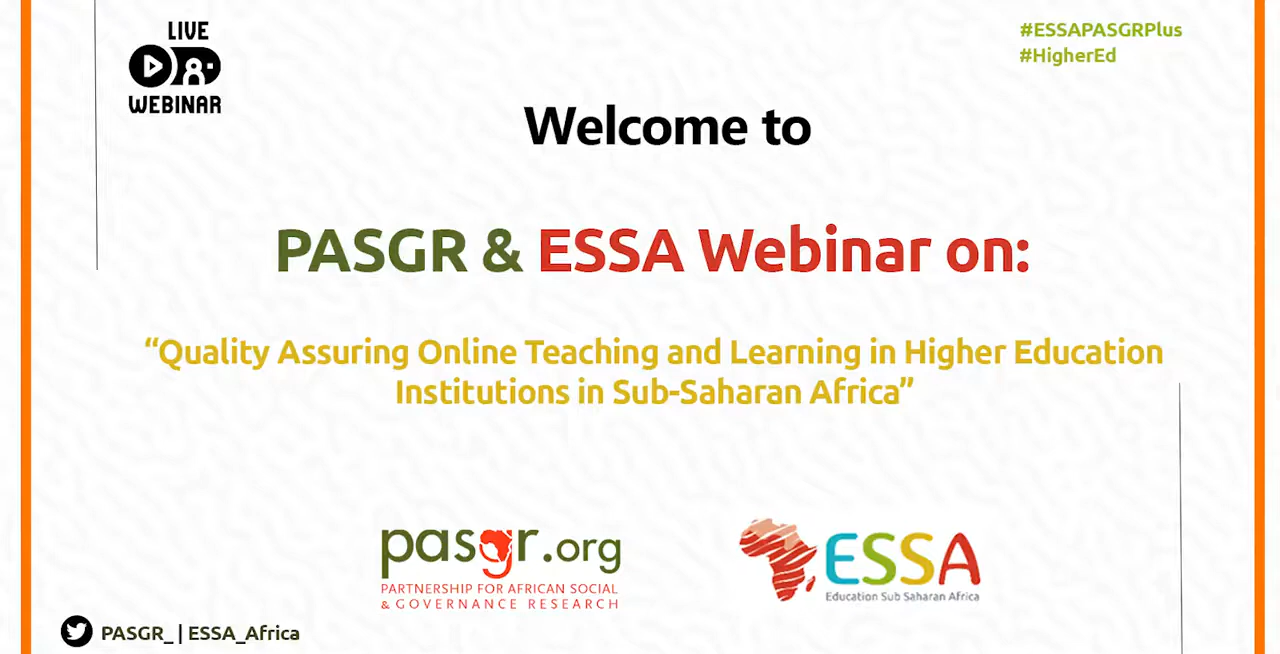 LIVE
WEBINAR
#ESSAPASGRPlus
#HigherEd
Welcome to
PASGR & ESSA Webinar on:
“Quality Assuring Online Teaching and Learning in Higher Education
Institutions in Sub-Saharan Africa”
pasgr.org
PARTNERSHIP FOR AFRICAN SOCIAL
& GOVERNANCE RESEARCH
ESSA
Education Sub Saharan Africa
PASGR_ | ESSA_Africa